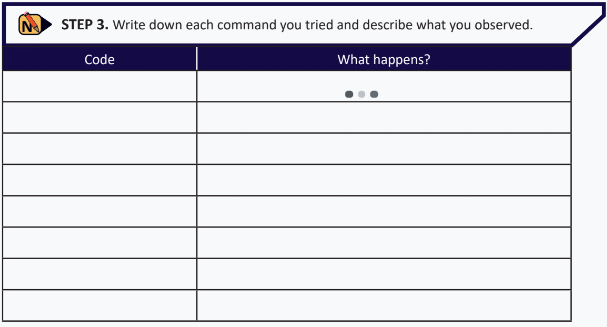 N
STEP 3. Write down each command you tried and describe what you observed.
Code
What happens?